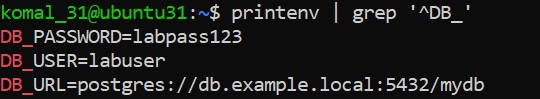 komal_31@ubuntu31:~$ printenv | grep '^DB_'
DB_PASSWORD=labpass123
DB_USER=labuser
DB_URL=postgres://db.example.local:5432/mydb